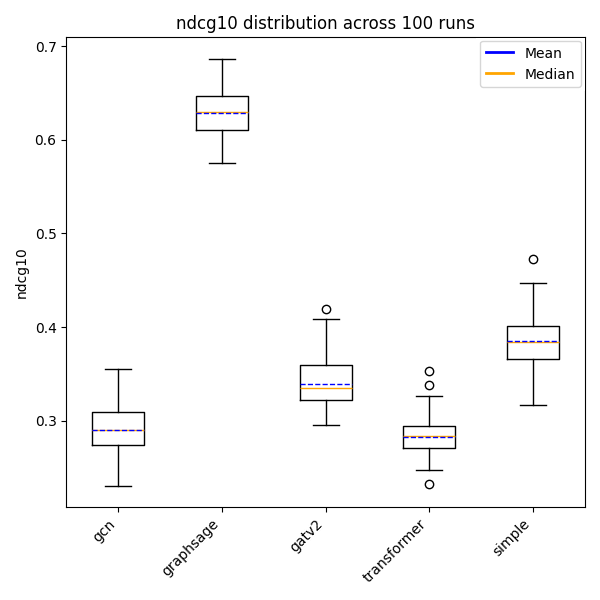 ndcg10 distribution across 100 runs
Mean
Median
ndcg10
0.7
0.6
0.5
0.4
0.3
gcn
graphsage
gatv2
transformer
simple